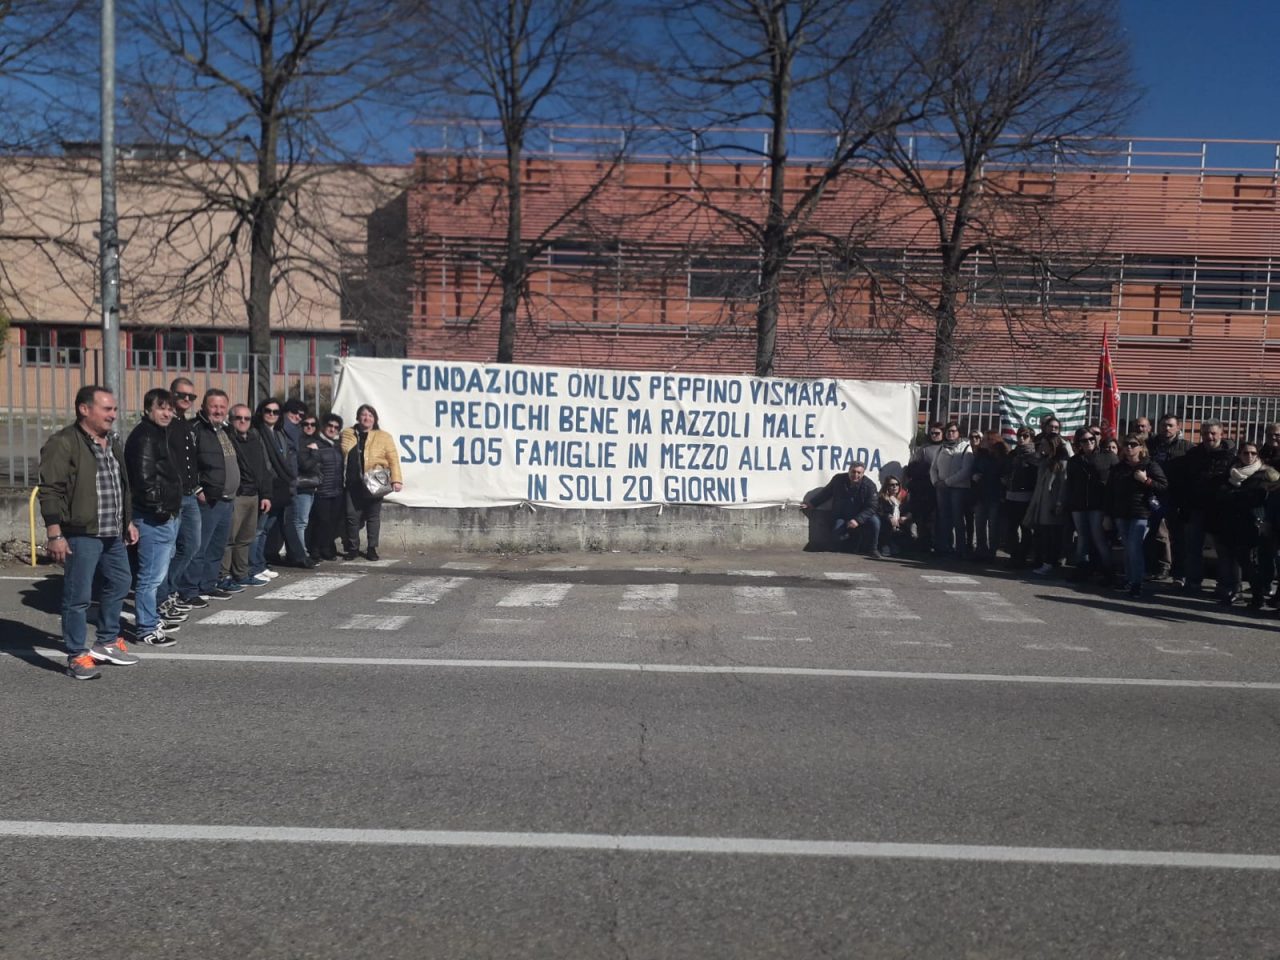 FONDAZIONE ONLUS PEPPINO VISMARA,
PREDICHI BENE MA RAZZOLI MALE.
SCI 105 FAMIGLIE IN MEZZO ALLA STRADA
IN SOLI 20 GIORNI!